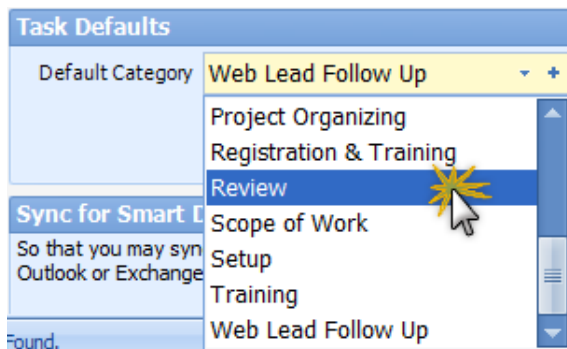 Task Defaults
Default Category Web Lead Follow Up
Project Organizing
Registration & Training
Review
Scope of Work
Setup
Training
Web Lead Follow Up
Sync for Smart
So that you may syn
Outlook or Exchange
Found.